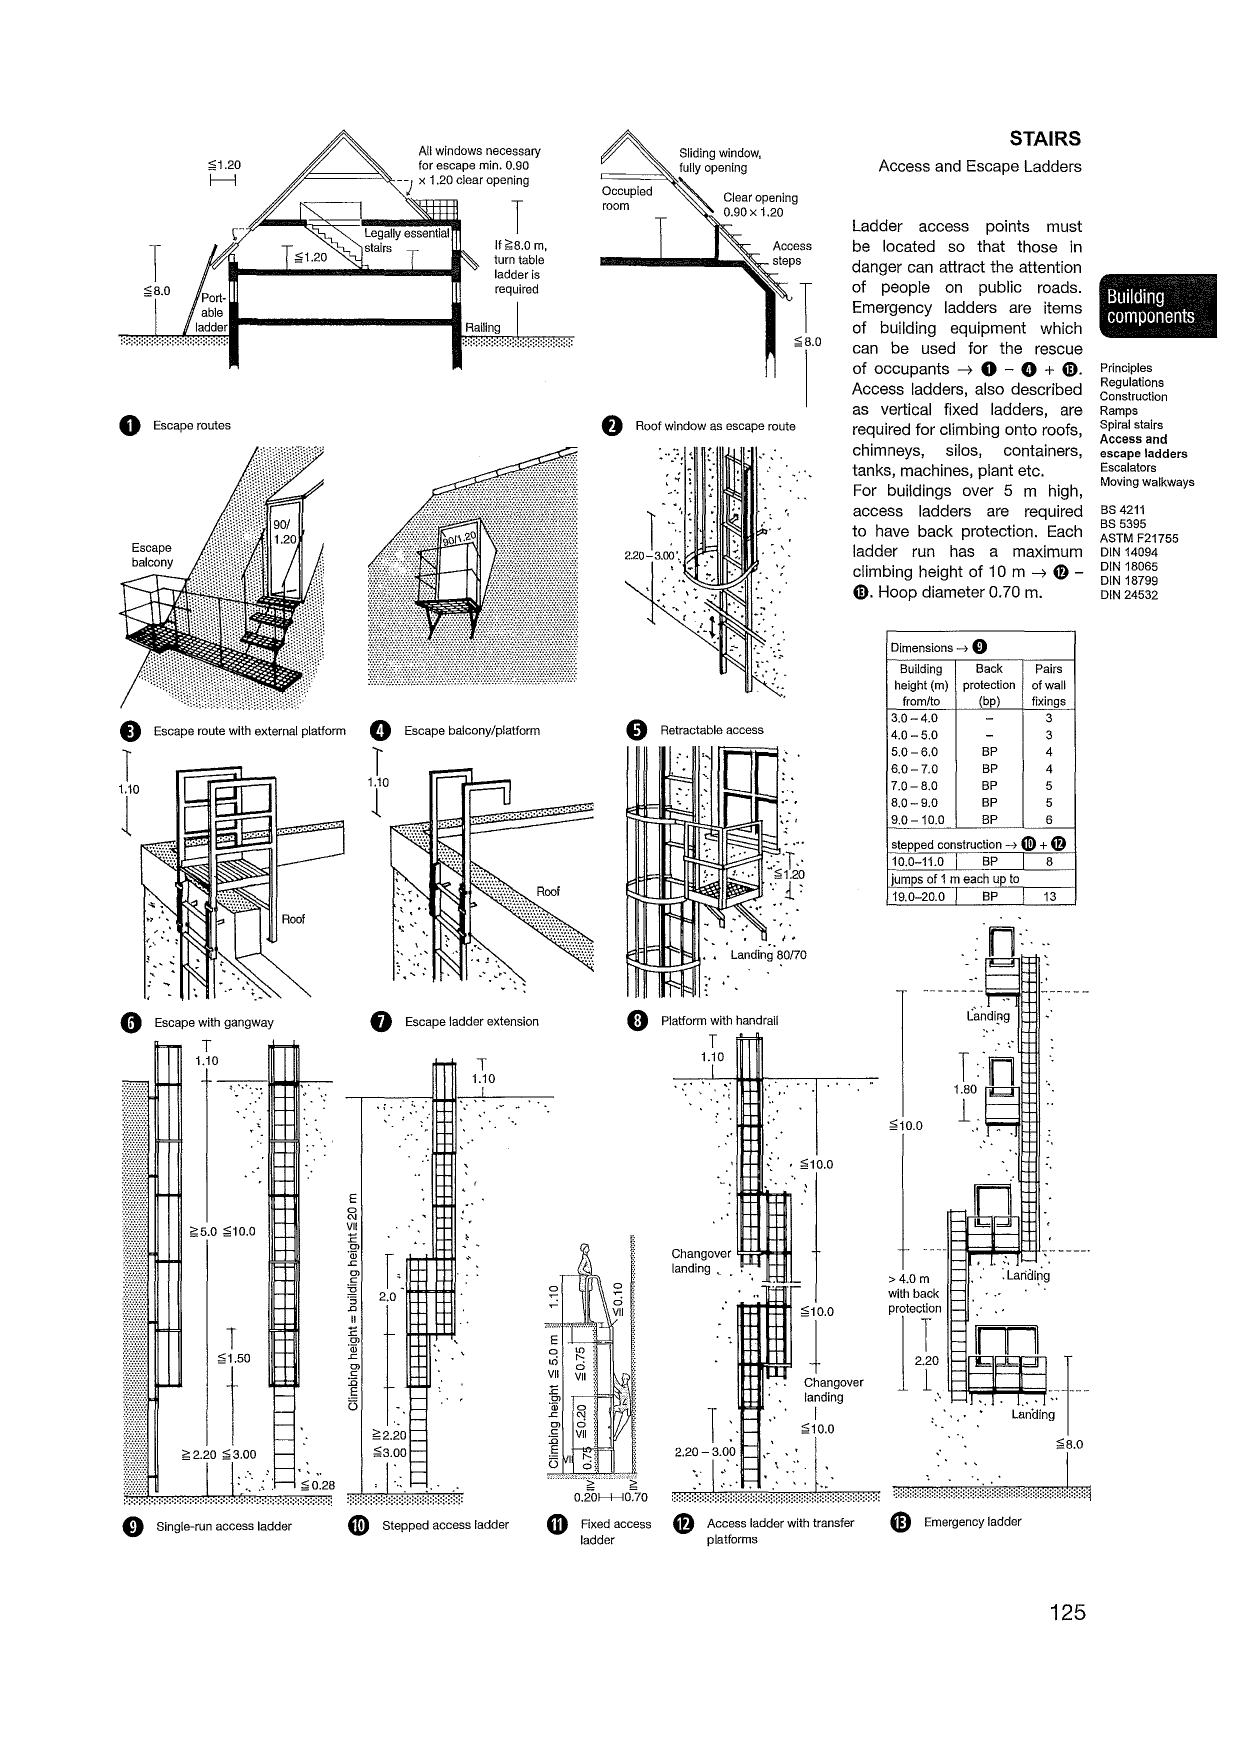 STAIRS
Access and Escape Ladders
Ladder access points must
be located so that those in
danger can attract the attention
of people on public roads.
Emergency ladders are items
of building equipment which
can be used for the rescue
of occupants → 1 – 4 + 13.
Access ladders, also described
as vertical fixed ladders, are
required for climbing onto roofs,
chimneys, silos, containers,
tanks, machines, plant etc.
For buildings over 5 m high,
access ladders are required
to have back protection. Each
ladder run has a maximum
climbing height of 10 m → 12 –
13. Hoop diameter 0.70 m.
Building
components
Principles
Regulations
Construction
Ramps
Spiral stairs
Access and
escape ladders
Escalators
Moving walkways
BS 4211
BS 5395
ASTM F21755
DIN 14094
DIN 18065
DIN 18799
DIN 24532
≦1.20
All windows necessary
for escape min. 0.90
× 1.20 clear opening
Legally essential
stairs
≦1.20
If ≧8.0 m,
turn table
ladder is
required
≦8.0
Port-
able
ladder
Railing
1 Escape routes
Sliding window,
fully opening
Occupied
room
Clear opening
0.90 × 1.20
Access
steps
≦8.0
2 Roof window as escape route
Escape
balcony
90/
1.20
3 Escape route with external platform
90/1.20
4 Escape balcony/platform
2.20–3.00
5 Retractable access
1.10
Roof
6 Escape with gangway
1.10
Roof
7 Escape ladder extension
≦1.20
Landing 80/70
8 Platform with handrail
Dimensions → 9
Building height (m) from/to | Back protection (bp) | Pairs of wall fixings
3.0 – 4.0 – 3
4.0 – 5.0 – 3
5.0 – 6.0 BP 4
6.0 – 7.0 BP 4
7.0 – 8.0 BP 5
8.0 – 9.0 BP 5
9.0 – 10.0 BP 6
stepped construction → 10 + 12
10.0–11.0 BP 8
jumps of 1 m each up to
19.0–20.0 BP 13
1.10
≧5.0 ≦10.0
≦1.50
≧2.20 ≦3.00
≦0.28
9 Single-run access ladder
1.10
Climbing height = building height ≦20 m
2.0
≧2.20
≦3.00
10 Stepped access ladder
1.10
≦0.10
Climbing height ≦5.0 m
≦0.75
≦0.20
≦0.75
≧0.20
≧0.70
11 Fixed access
ladder
1.10
≦10.0
Changover
landing
≦10.0
Changover
landing
≦10.0
2.20 – 3.00
12 Access ladder with transfer
platforms
Landing
1.80
≦10.0
> 4.0 m
with back
protection
Landing
2.20
Landing
≦8.0
13 Emergency ladder
125